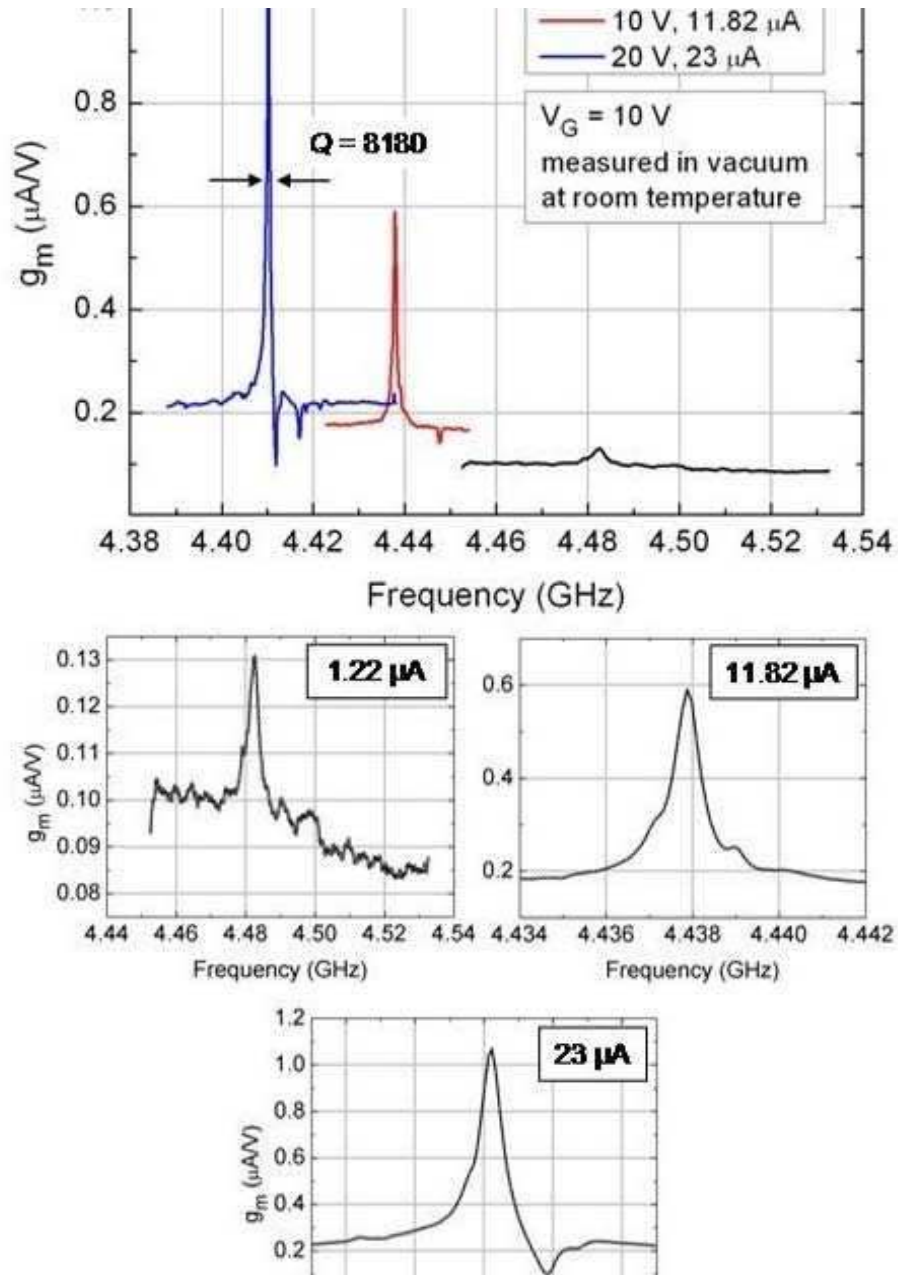 10 V, 11.82 µA
20 V, 23 µA
V_G = 10 V
measured in vacuum
at room temperature
Q = 8180
0.8
0.6
0.4
0.2
g_m (µA/V)
4.38 4.40 4.42 4.44 4.46 4.48 4.50 4.52 4.54
Frequency (GHz)
1.22 µA
0.13
0.12
0.11
0.10
0.09
0.08
g_m (µA/V)
4.44 4.46 4.48 4.50 4.52 4.54
Frequency (GHz)
11.82 µA
0.6
0.4
0.2
4.434 4.436 4.438 4.440 4.442
Frequency (GHz)
23 µA
1.2
1.0
0.8
0.6
0.4
0.2
g_m (µA/V)